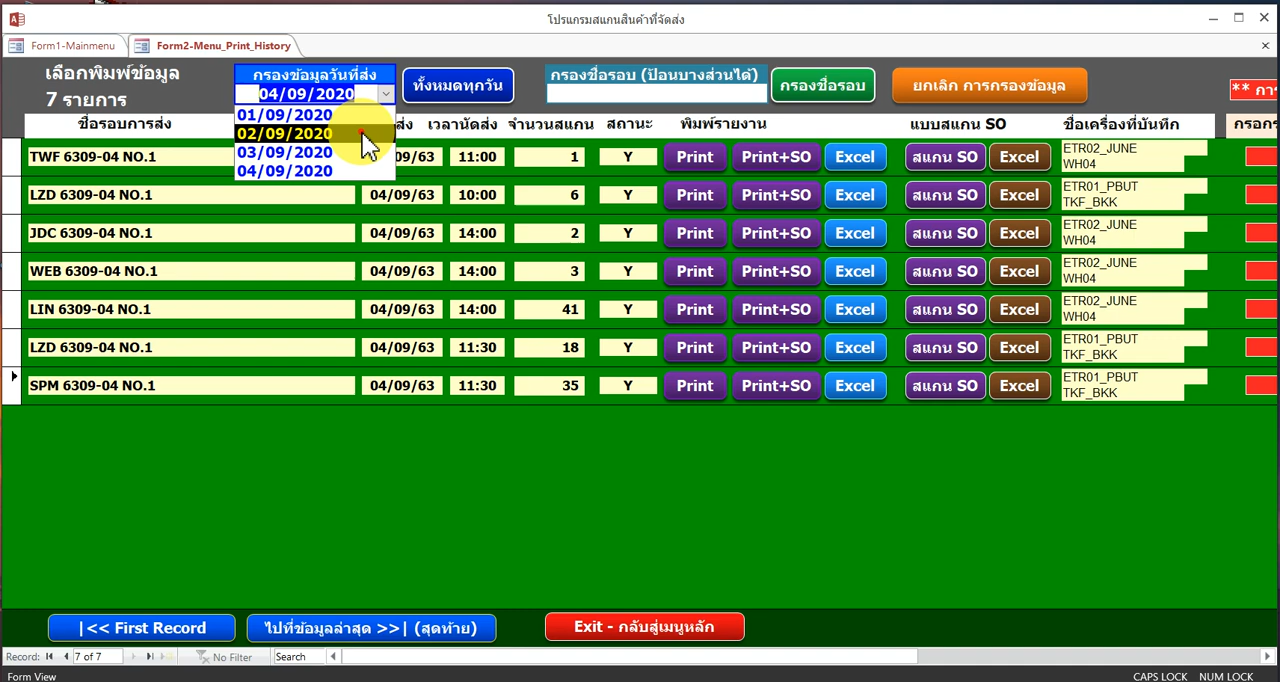 โปรแกรมสแกนสินค้าที่จัดส่ง
Form1-Mainmenu
Form2-Menu_Print_History
เลือกพิมพ์ข้อมูล
7 รายการ
กรองข้อมูลวันที่ส่ง
04/09/2020
01/09/2020
02/09/2020
03/09/2020
04/09/2020
ทั้งหมดทุกวัน
กรองชื่อรอบ (ป้อนบางส่วนได้)
กรองชื่อรอบ
ยกเลิก การกรองข้อมูล
ชื่อรอบการส่ง เวลานัดส่ง จำนวนสแกน สถานะ พิมพ์รายงาน แบบสแกน SO ชื่อเครื่องที่บันทึก
TWF 6309-04 NO.1 09/63 11:00 1 Y Print Print+SO Excel สแกน SO Excel ETR02_JUNE
WH04
LZD 6309-04 NO.1 04/09/63 10:00 6 Y Print Print+SO Excel สแกน SO Excel ETR01_PBUT
TKF_BKK
JDC 6309-04 NO.1 04/09/63 14:00 2 Y Print Print+SO Excel สแกน SO Excel ETR02_JUNE
WH04
WEB 6309-04 NO.1 04/09/63 14:00 3 Y Print Print+SO Excel สแกน SO Excel ETR02_JUNE
WH04
LIN 6309-04 NO.1 04/09/63 14:00 41 Y Print Print+SO Excel สแกน SO Excel ETR02_JUNE
WH04
LZD 6309-04 NO.1 04/09/63 11:30 18 Y Print Print+SO Excel สแกน SO Excel ETR01_PBUT
TKF_BKK
SPM 6309-04 NO.1 04/09/63 11:30 35 Y Print Print+SO Excel สแกน SO Excel ETR01_PBUT
TKF_BKK
|<< First Record
ไปที่ข้อมูลล่าสุด >>| (สุดท้าย)
Exit - กลับสู่เมนูหลัก
Record: 7 of 7 No Filter Search
Form View CAPS LOCK NUM LOCK